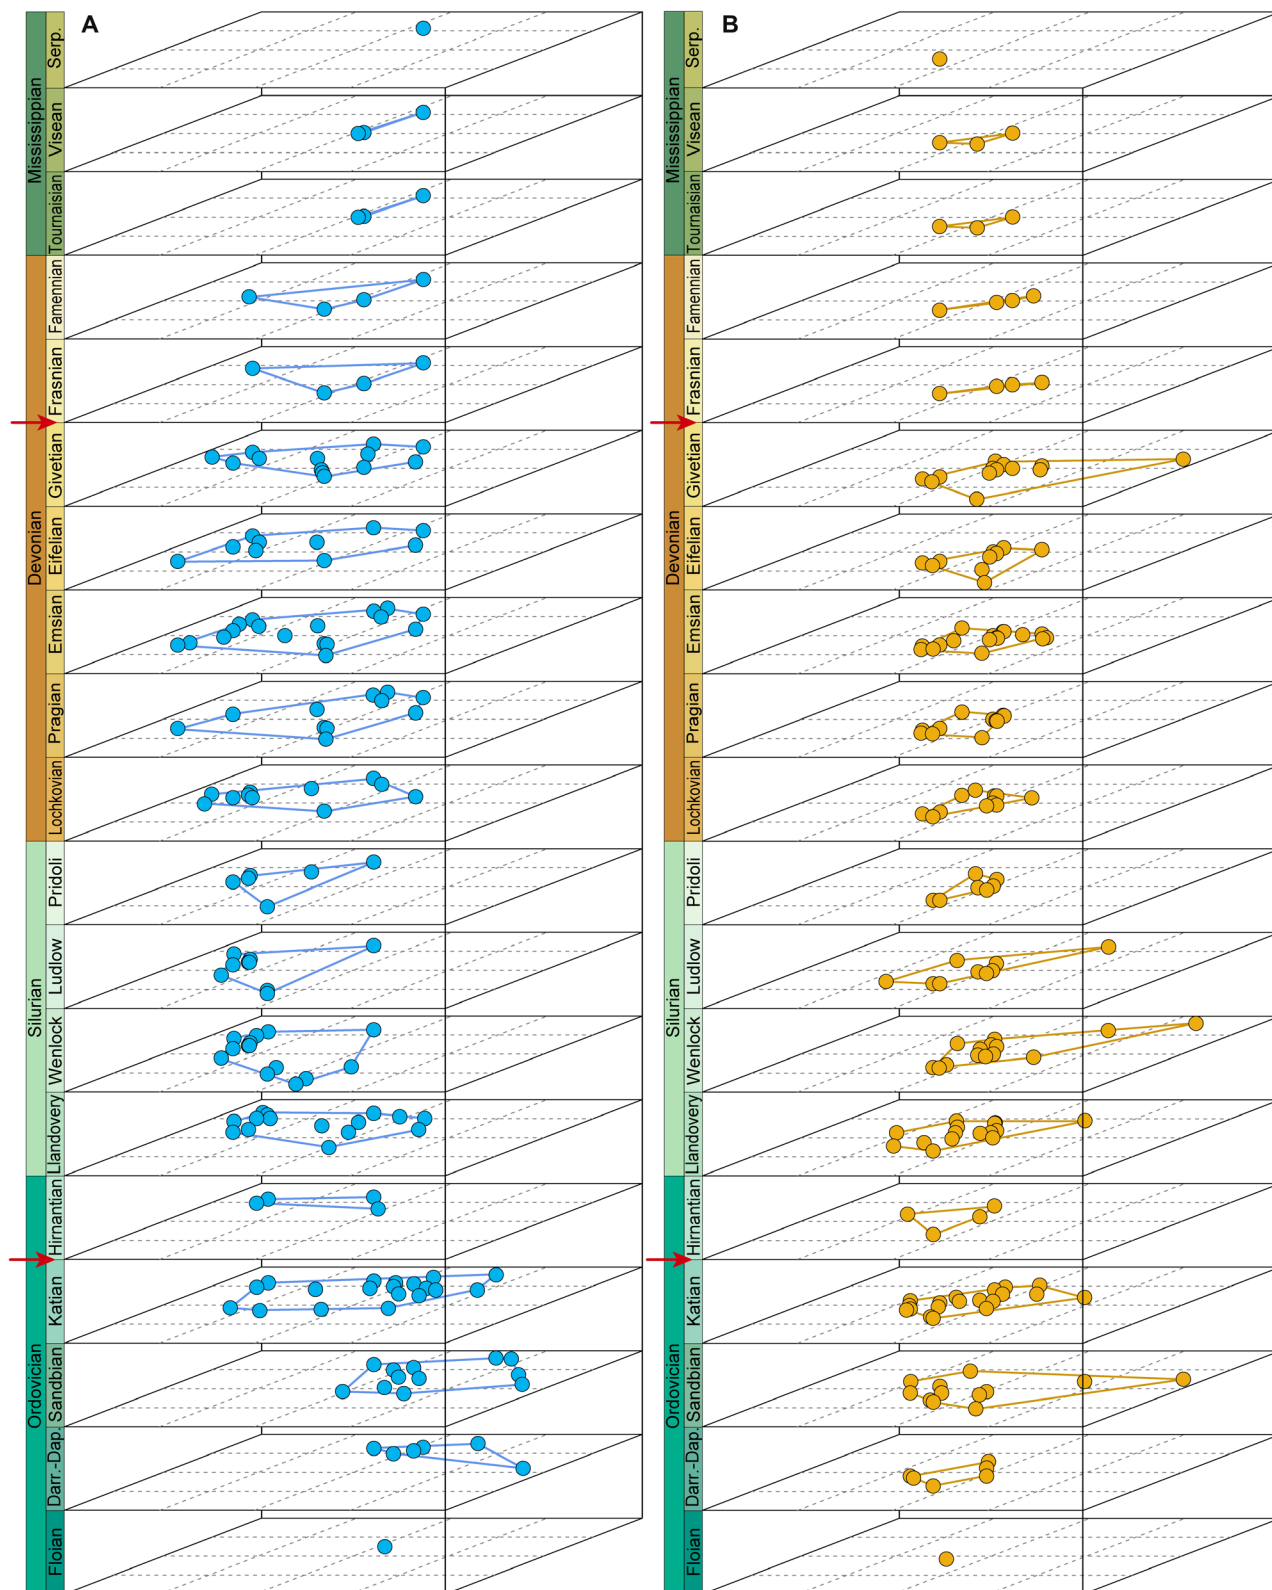 A
B
Mississippian
Serp.
Visean
Tournaisian
Devonian
Famennian
Frasnian
Givetian
Eifelian
Emsian
Pragian
Lochkovian
Silurian
Pridoli
Ludlow
Wenlock
Llandovery
Ordovician
Hirnantian
Katian
Sandbian
Darr.-Dap.
Floian
Mississippian
Serp.
Visean
Tournaisian
Devonian
Famennian
Frasnian
Givetian
Eifelian
Emsian
Pragian
Lochkovian
Silurian
Pridoli
Ludlow
Wenlock
Llandovery
Ordovician
Hirnantian
Katian
Sandbian
Darr.-Dap.
Floian